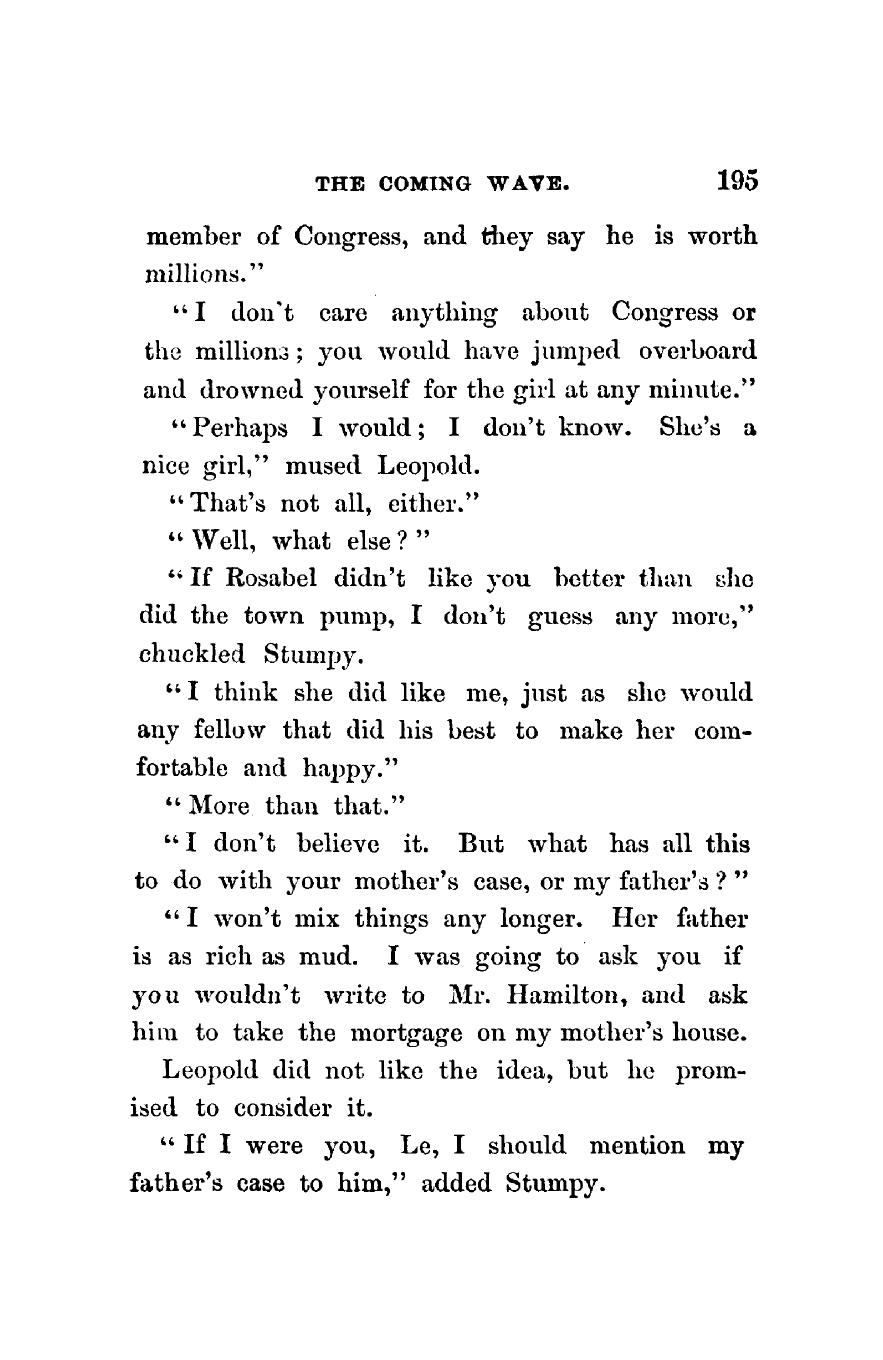 THE COMING WAVE. 195
member of Congress, and they say he is worth
millions."
"I don't care anything about Congress or
the millions; you would have jumped overboard
and drowned yourself for the girl at any minute."
"Perhaps I would; I don't know. She's a
nice girl," mused Leopold.
"That's not all, either."
"Well, what else?"
"If Rosabel didn't like you better than she
did the town pump, I don't guess any more,"
chuckled Stumpy.
"I think she did like me, just as she would
any fellow that did his best to make her com-
fortable and happy."
"More than that."
"I don't believe it. But what has all this
to do with your mother's case, or my father's?"
"I won't mix things any longer. Her father
is as rich as mud. I was going to ask you if
you wouldn't write to Mr. Hamilton, and ask
him to take the mortgage on my mother's house.
Leopold did not like the idea, but he prom-
ised to consider it.
"If I were you, Le, I should mention my
father's case to him," added Stumpy.